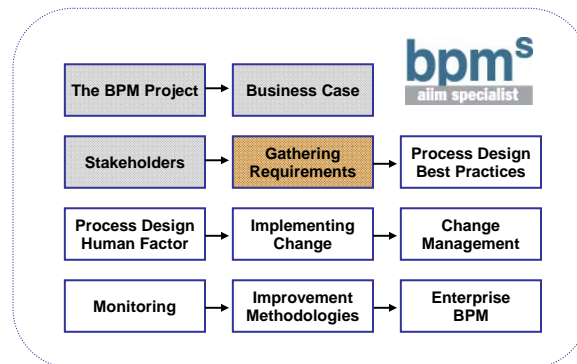 bpms
aiim specialist
The BPM Project
Business Case
Stakeholders
Gathering
Requirements
Process Design
Best Practices
Process Design
Human Factor
Implementing
Change
Change
Management
Monitoring
Improvement
Methodologies
Enterprise
BPM